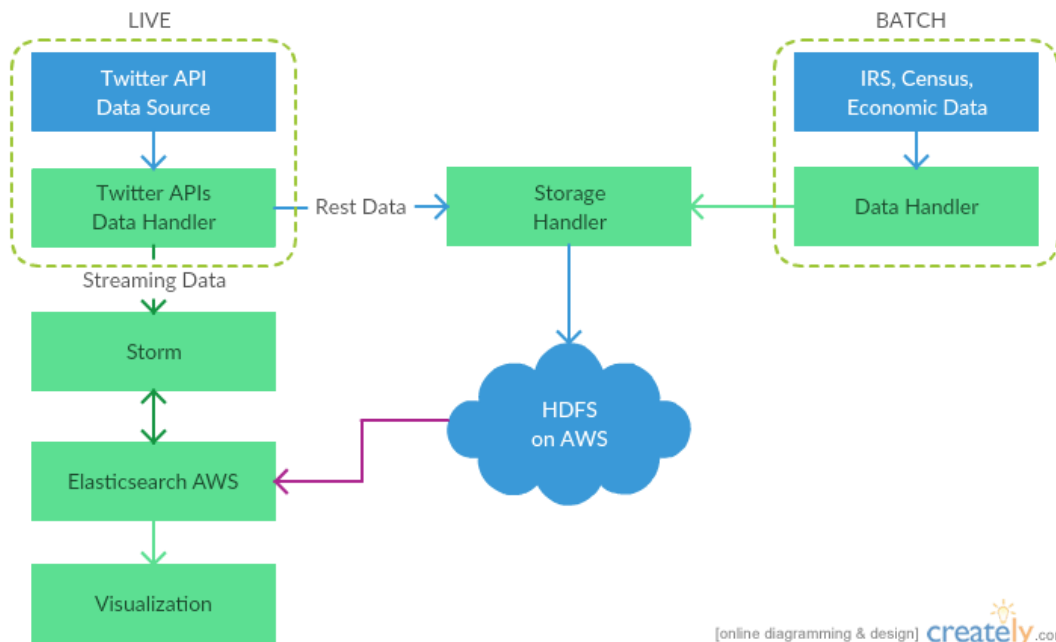 LIVE
BATCH
Twitter API
Data Source
IRS, Census,
Economic Data
Twitter APIs
Data Handler
Rest Data
Storage
Handler
Data Handler
Streaming Data
Storm
HDFS
on AWS
Elasticsearch AWS
Visualization
[online diagramming & design] creately.com